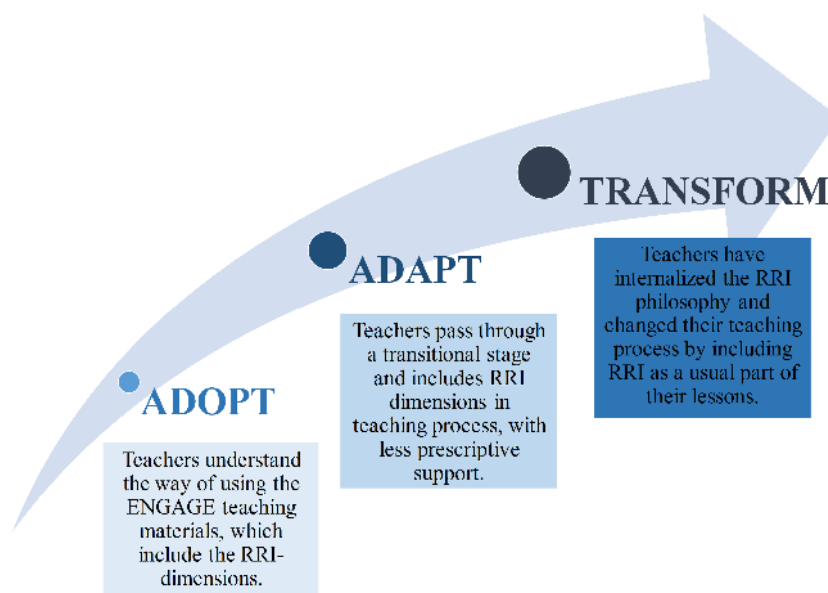 ADOPT
Teachers understand
the way of using the
ENGAGE teaching
materials, which
include the RRI-
dimensions.
ADAPT
Teachers pass through
a transitional stage
and includes RRI
dimensions in
teaching process, with
less prescriptive
support.
TRANSFORM
Teachers have
internalized the RRI
philosophy and
changed their teaching
process by including
RRI as a usual part of
their lessons.